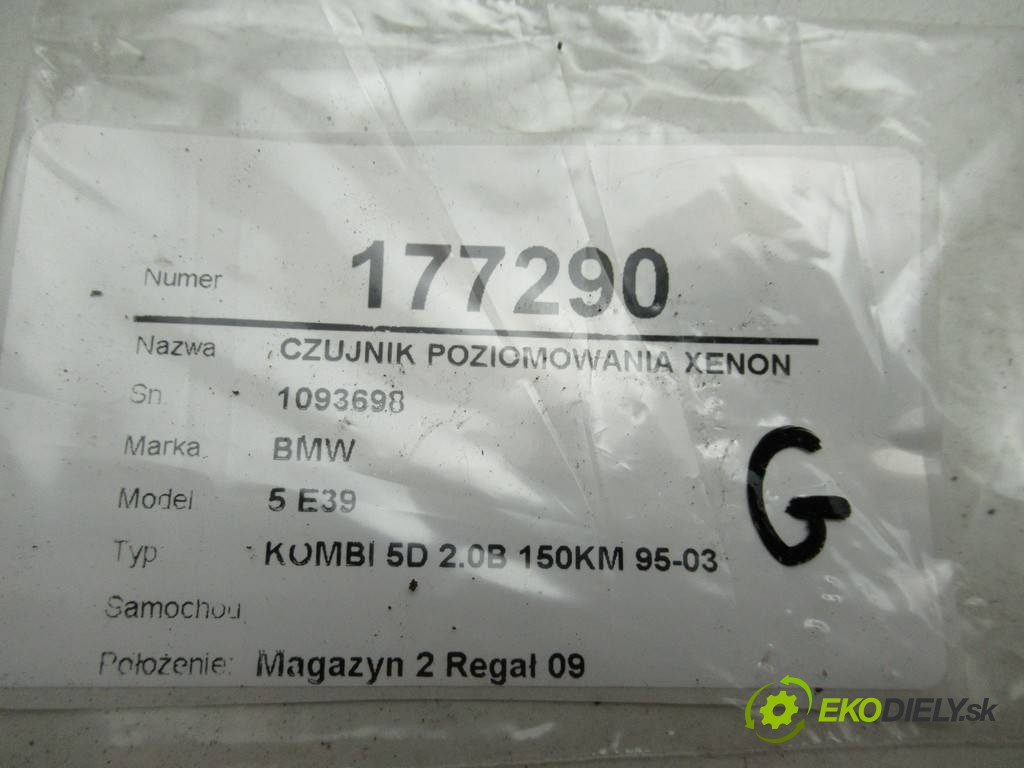 Numer 177290
Nazwa CZUJNIK POZIOMOWANIA XENON
Sn. 1093698
Marka BMW
Model 5 E39
Typ KOMBI 5D 2.0B 150KM 95-03
Samochód
Położenie: Magazyn 2 Regał 09
G
EKODIELY.sk